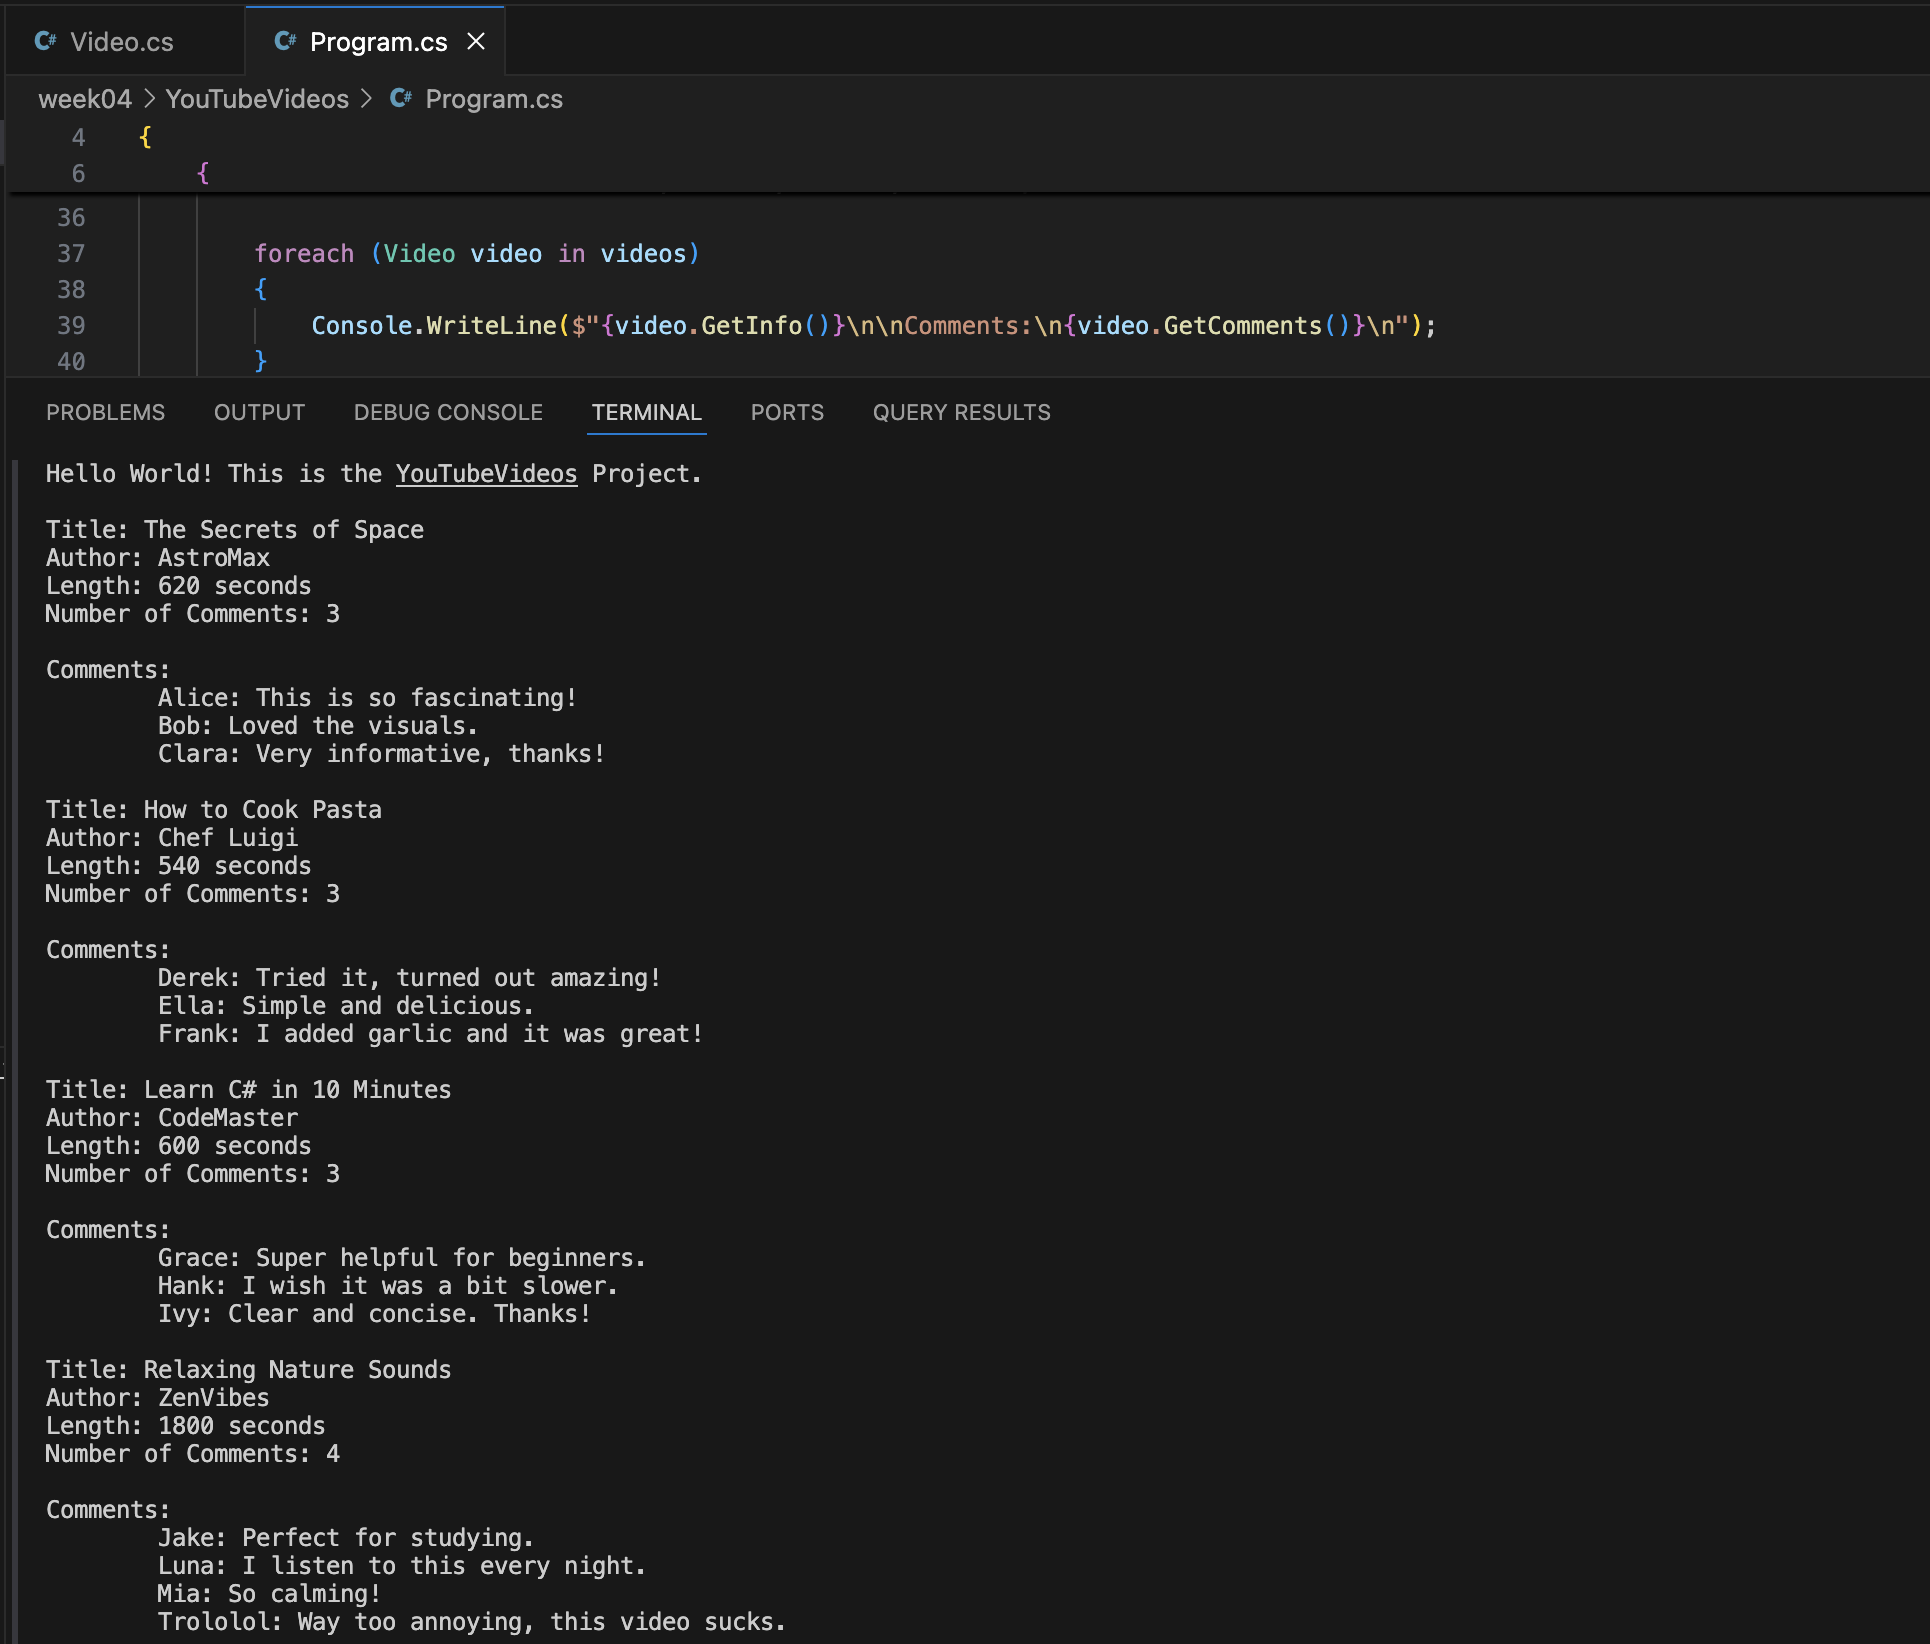 C# Video.cs
C# Program.cs
week04 > YouTubeVideos > C# Program.cs
4 {
6 {
36
37 foreach (Video video in videos)
38 {
39 Console.WriteLine($"{video.GetInfo()}\n\nComments:\n{video.GetComments()}\n");
40 }
PROBLEMS OUTPUT DEBUG CONSOLE TERMINAL PORTS QUERY RESULTS
Hello World! This is the YouTubeVideos Project.
Title: The Secrets of Space
Author: AstroMax
Length: 620 seconds
Number of Comments: 3
Comments:
Alice: This is so fascinating!
Bob: Loved the visuals.
Clara: Very informative, thanks!
Title: How to Cook Pasta
Author: Chef Luigi
Length: 540 seconds
Number of Comments: 3
Comments:
Derek: Tried it, turned out amazing!
Ella: Simple and delicious.
Frank: I added garlic and it was great!
Title: Learn C# in 10 Minutes
Author: CodeMaster
Length: 600 seconds
Number of Comments: 3
Comments:
Grace: Super helpful for beginners.
Hank: I wish it was a bit slower.
Ivy: Clear and concise. Thanks!
Title: Relaxing Nature Sounds
Author: ZenVibes
Length: 1800 seconds
Number of Comments: 4
Comments:
Jake: Perfect for studying.
Luna: I listen to this every night.
Mia: So calming!
Trololol: Way too annoying, this video sucks.